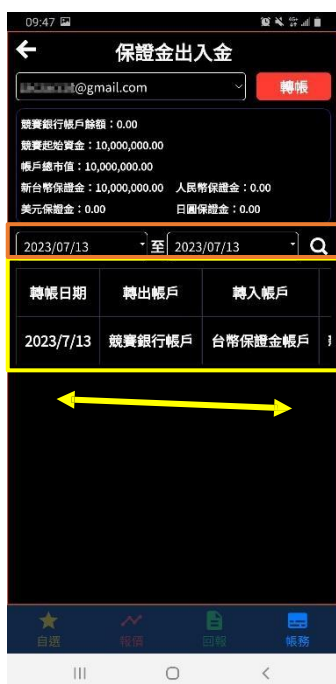 09:47
保證金出入金
@gmail.com
轉帳
競賽銀行帳戶餘額：0.00
競賽起始資金：10,000,000.00
帳戶總市值：10,000,000.00
新台幣保證金：10,000,000.00 人民幣保證金：0.00
美元保證金：0.00 日圓保證金：0.00
2023/07/13 至 2023/07/13
轉帳日期 轉出帳戶 轉入帳戶
2023/7/13 競賽銀行帳戶 台幣保證金帳戶
自選 報價 回報 帳務